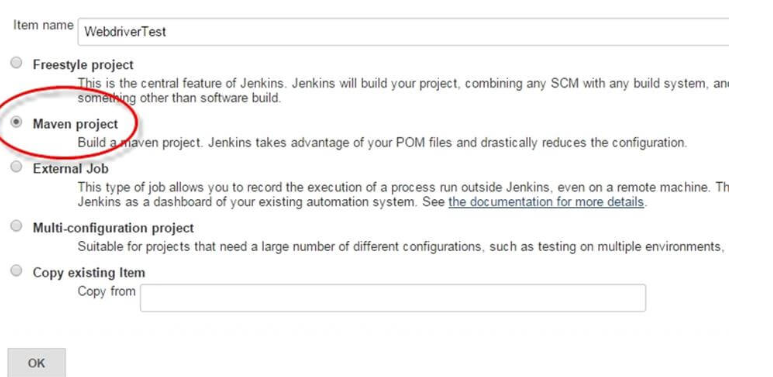 Item name WebdriverTest
Freestyle project
This is the central feature of Jenkins. Jenkins will build your project, combining any SCM with any build system, and
something other than software build.
Maven project
Build a maven project. Jenkins takes advantage of your POM files and drastically reduces the configuration.
External Job
This type of job allows you to record the execution of a process run outside Jenkins, even on a remote machine. Th
Jenkins as a dashboard of your existing automation system. See the documentation for more details.
Multi-configuration project
Suitable for projects that need a large number of different configurations, such as testing on multiple environments,
Copy existing Item
Copy from
OK